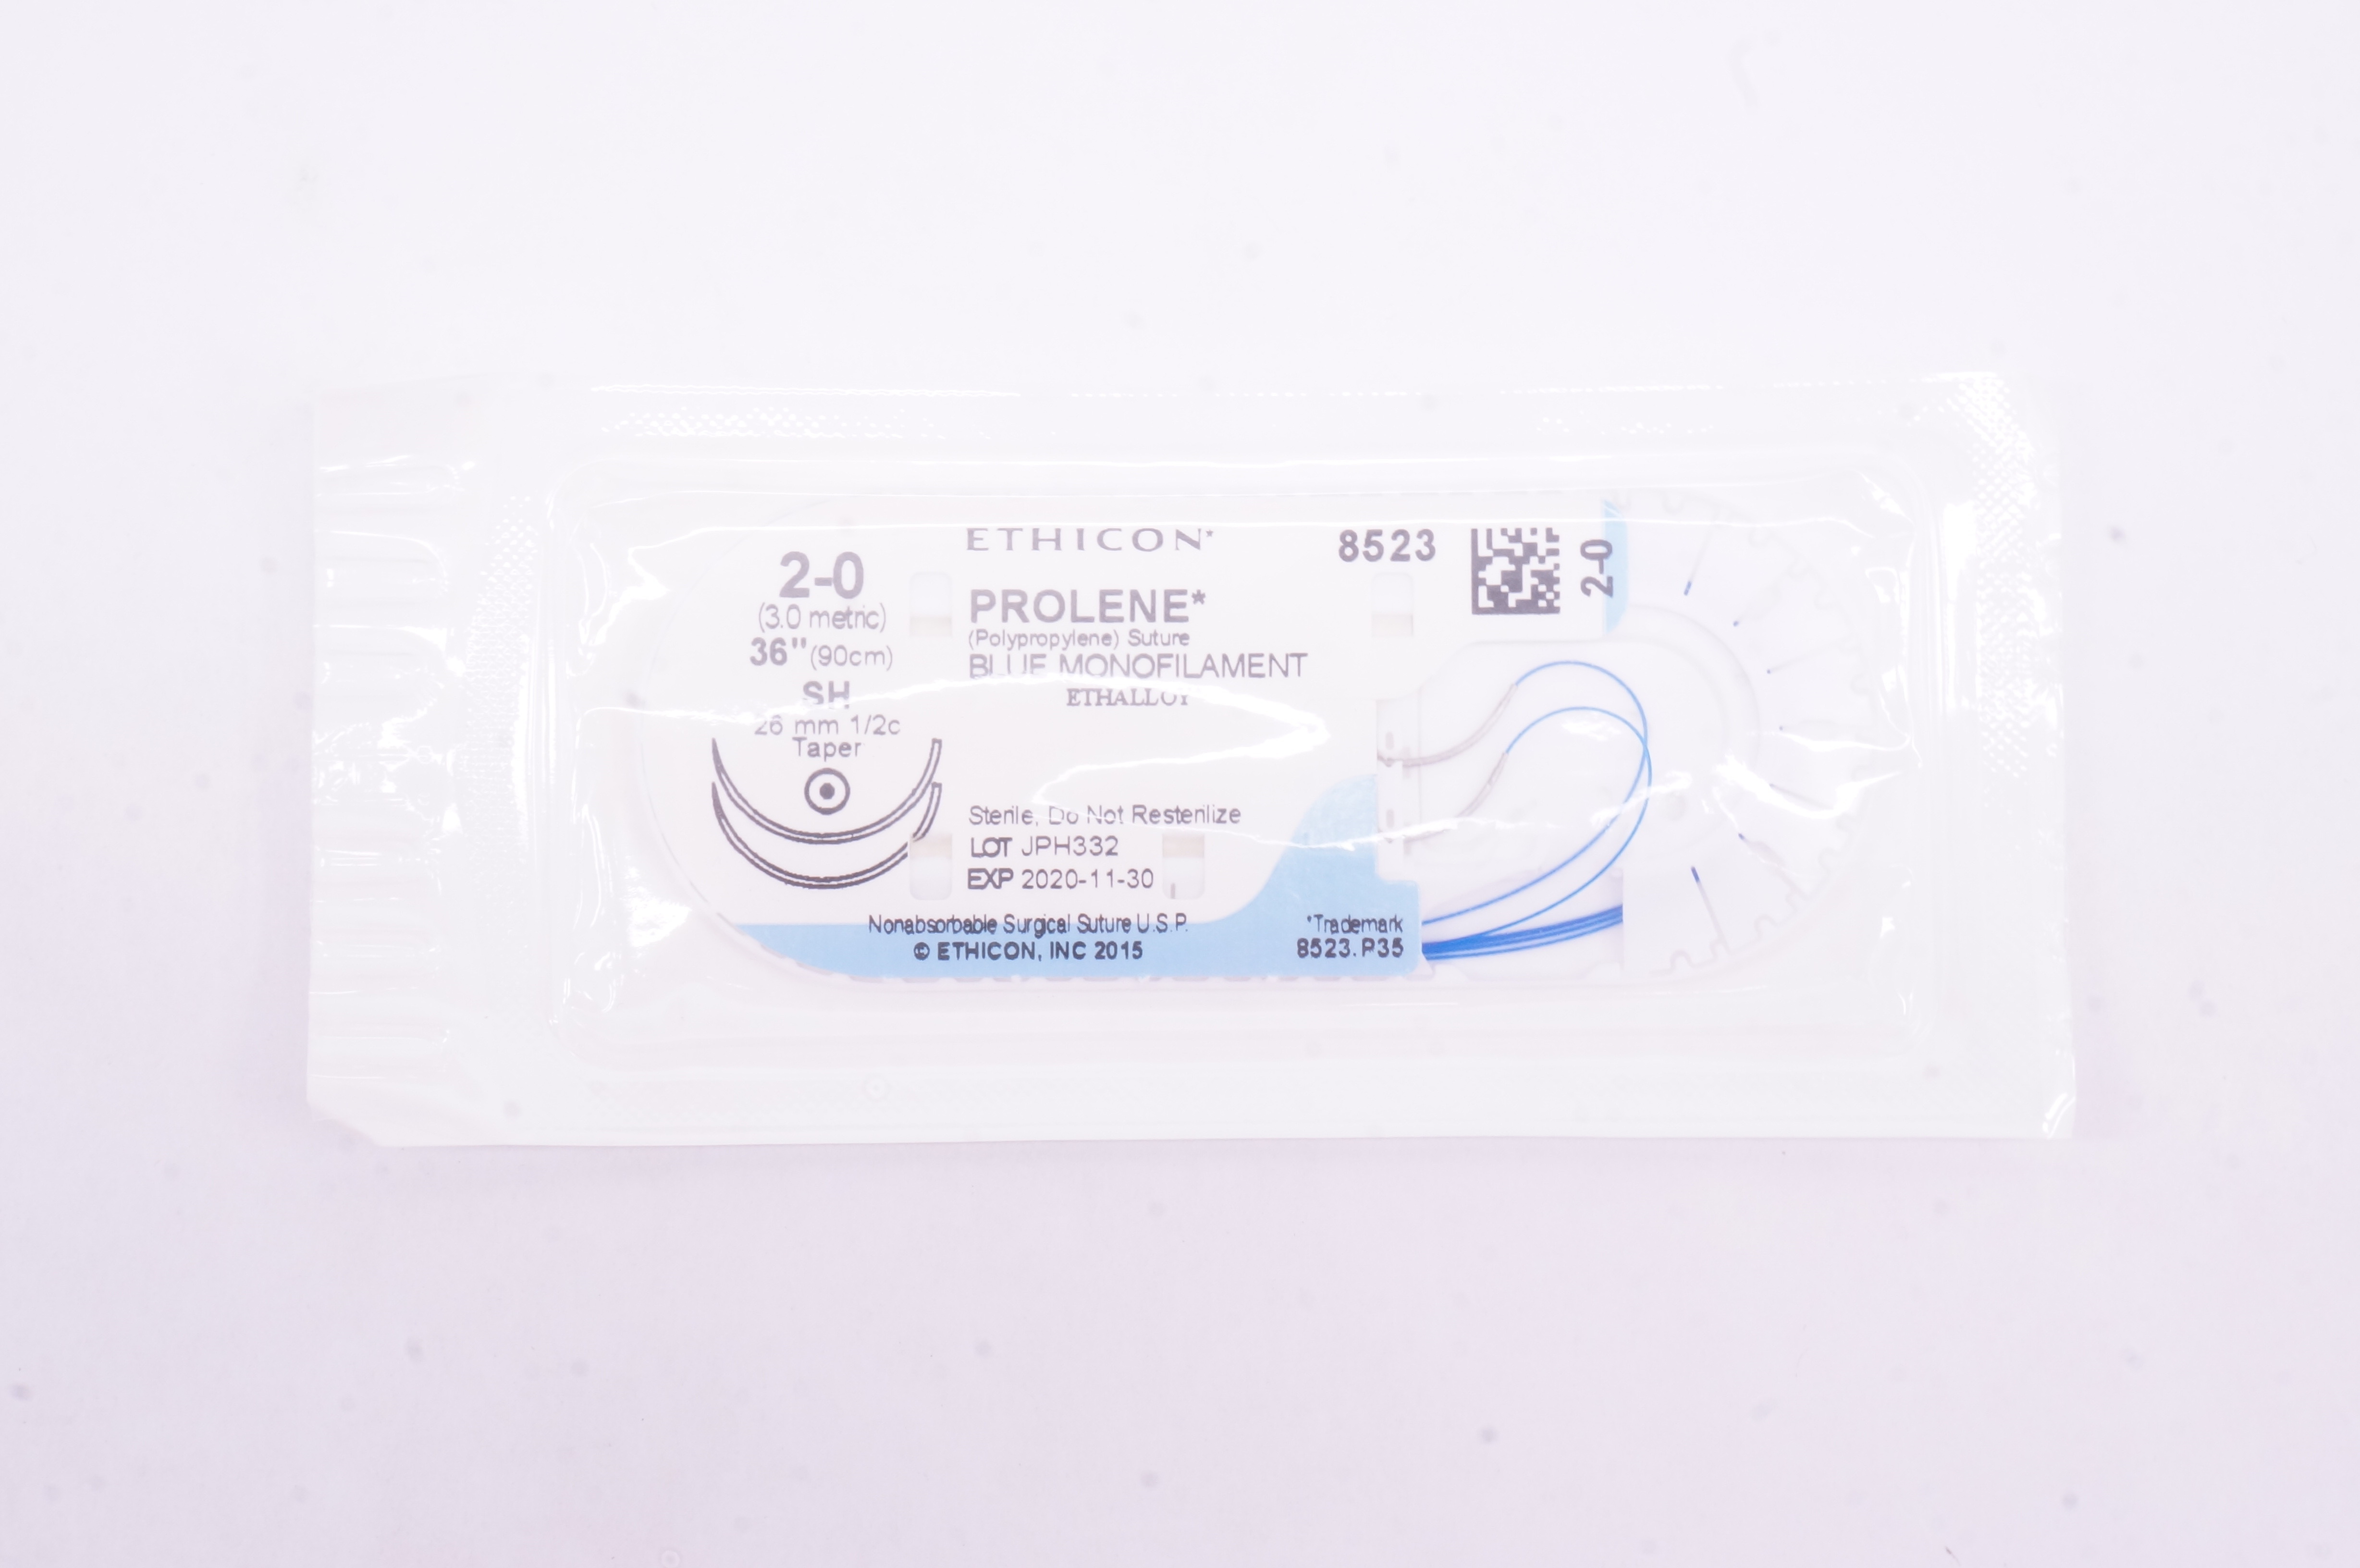 ETHICON*
8523
2-0
2-0
(3.0 metric)
36" (90cm)
SH
26 mm 1/2c
Taper
PROLENE*
(Polypropylene) Suture
BLUE MONOFILAMENT
ETHALLOY
Sterile, Do Not Resterilize
LOT JPH332
EXP 2020-11-30
Nonabsorbable Surgical Suture U.S.P.
© ETHICON, INC 2015
*Trademark
8523.P35